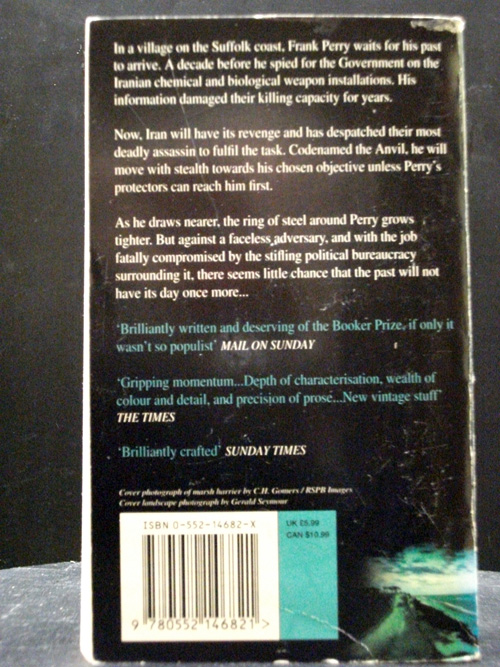 In a village on the Suffolk coast, Frank Perry waits for his past
to arrive. A decade before he spied for the Government on the
Iranian chemical and biological weapon installations. His
information damaged their killing capacity for years.
Now, Iran will have its revenge and has despatched their most
deadly assassin to fulfil the task. Codenamed the Anvil, he will
move with stealth towards his chosen objective unless Perry's
protectors can reach him first.
As he draws nearer, the ring of steel around Perry grows
tighter. But against a faceless adversary, and with the job
fatally compromised by the stifling political bureaucracy
surrounding it, there seems little chance that the past will not
have its day once more...
'Brilliantly written and deserving of the Booker Prize, if only it
wasn't so populist' MAIL ON SUNDAY
'Gripping momentum...Depth of characterisation, wealth of
colour and detail, and precision of prose...New vintage stuff'
THE TIMES
'Brilliantly crafted' SUNDAY TIMES
Cover photograph of marsh harrier by C.H. Gomers / RSPB Images
Cover landscape photograph by Gerald Seymour
ISBN 0-552-14682-X
UK £5.99
CAN $10.99
9 780552 146821 >